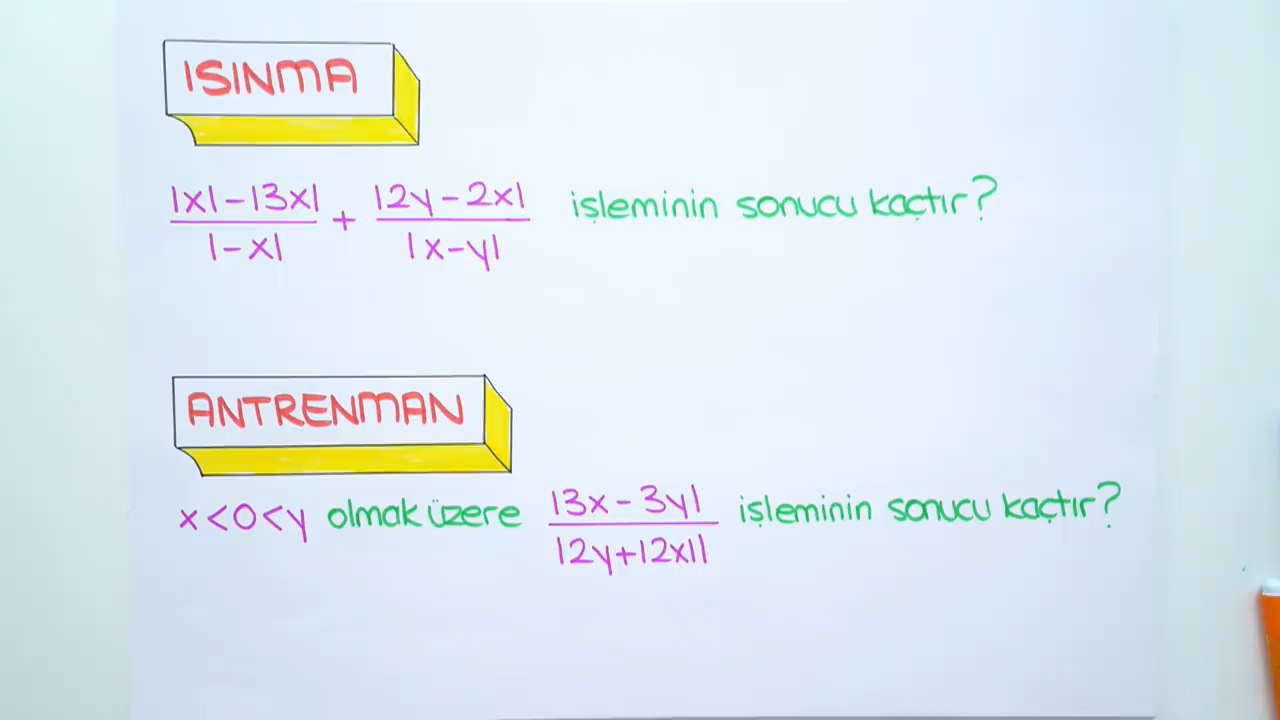 ISINMA
|x|-|3x| / |-x| + |2y-2x| / |x-y| işleminin sonucu kaçtır?
ANTRENMAN
x<0<y olmak üzere |3x-3y| / |2y+|2x|| işleminin sonucu kaçtır?